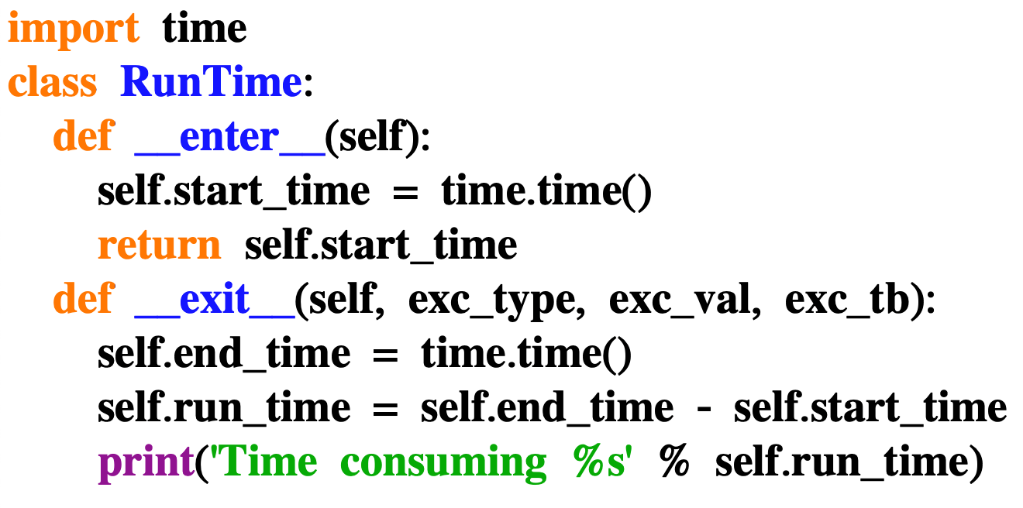 import time
class RunTime:
  def __enter__(self):
    self.start_time = time.time()
    return self.start_time
  def __exit__(self, exc_type, exc_val, exc_tb):
    self.end_time = time.time()
    self.run_time = self.end_time - self.start_time
    print('Time consuming %s' % self.run_time)